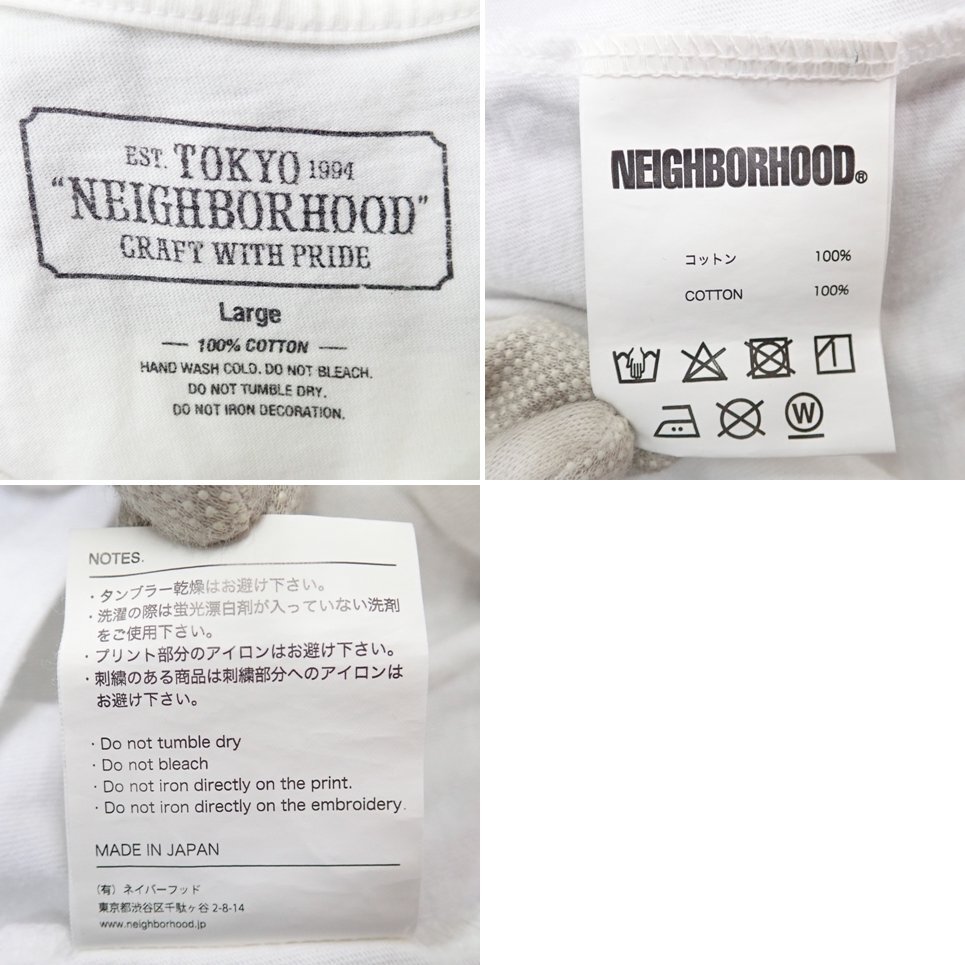 EST. TOKYO 1994
"NEIGHBORHOOD"
CRAFT WITH PRIDE
Large
100% COTTON
HAND WASH COLD. DO NOT BLEACH.
DO NOT TUMBLE DRY.
DO NOT IRON DECORATION.
NEIGHBORHOOD®
コットン 100%
COTTON 100%
W
NOTES.
・タンブラー乾燥はお避け下さい。
・洗濯の際は蛍光漂白剤が入っていない洗剤
をご使用下さい。
・プリント部分のアイロンはお避け下さい。
・刺繍のある商品は刺繍部分へのアイロンは
お避け下さい。
・Do not tumble dry
・Do not bleach
・Do not iron directly on the print.
・Do not iron directly on the embroidery.
MADE IN JAPAN
（有）ネイバーフッド
東京都渋谷区千駄ヶ谷 2-8-14
www.neighborhood.jp